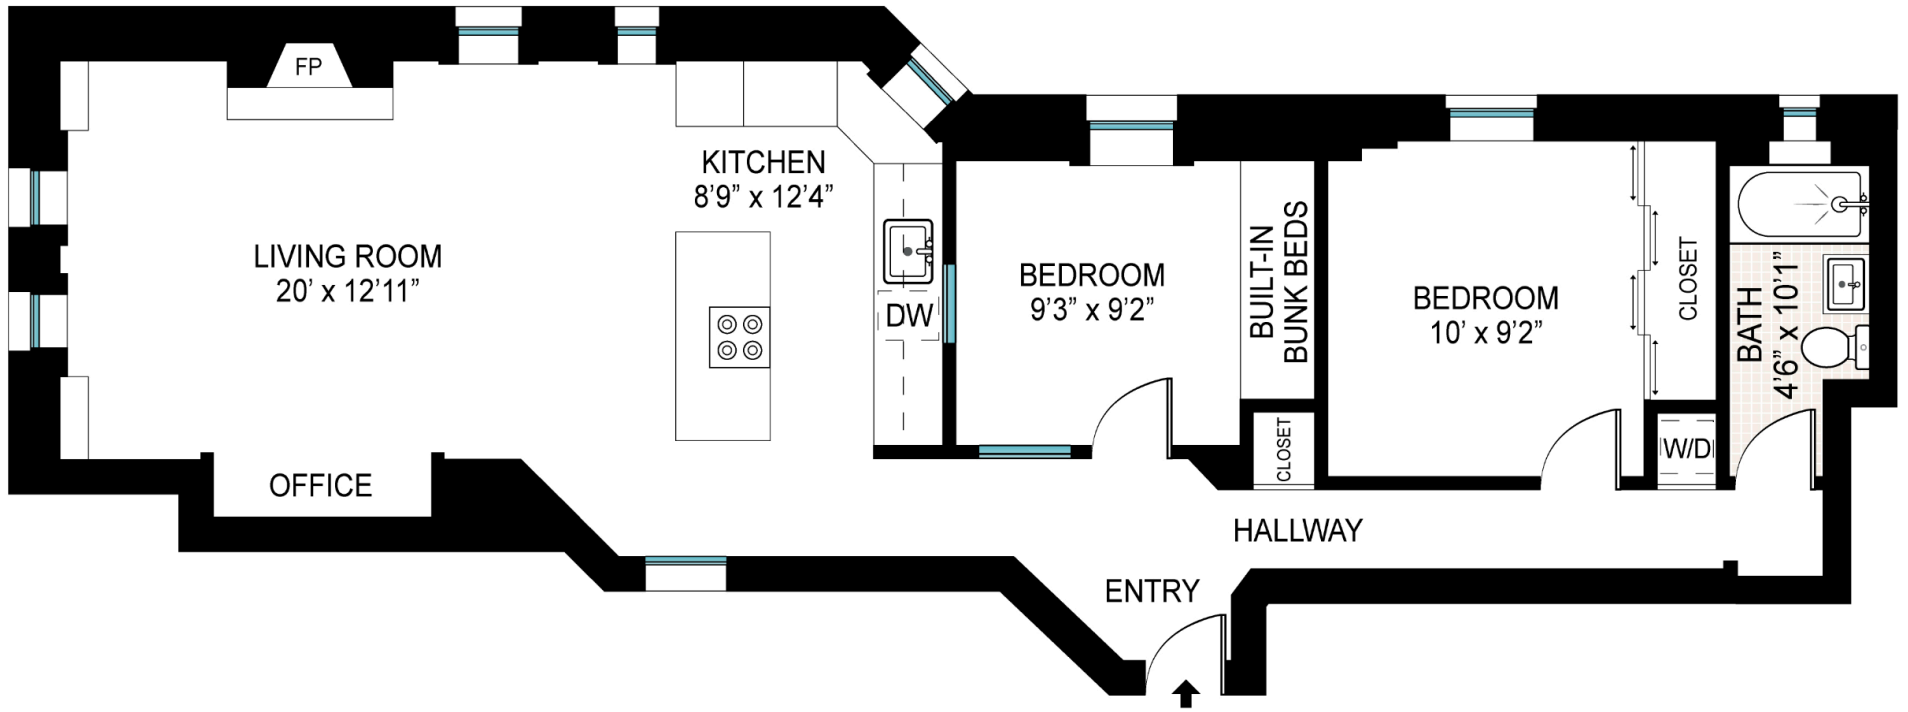 FP
KITCHEN
8’9” x 12’4”
LIVING ROOM
20’ x 12’11”
DW
BEDROOM
9’3” x 9’2”
BUILT-IN
BUNK BEDS
BEDROOM
10’ x 9’2”
CLOSET
BATH
4’6” x 10’1”
OFFICE
CLOSET
W/D
HALLWAY
ENTRY